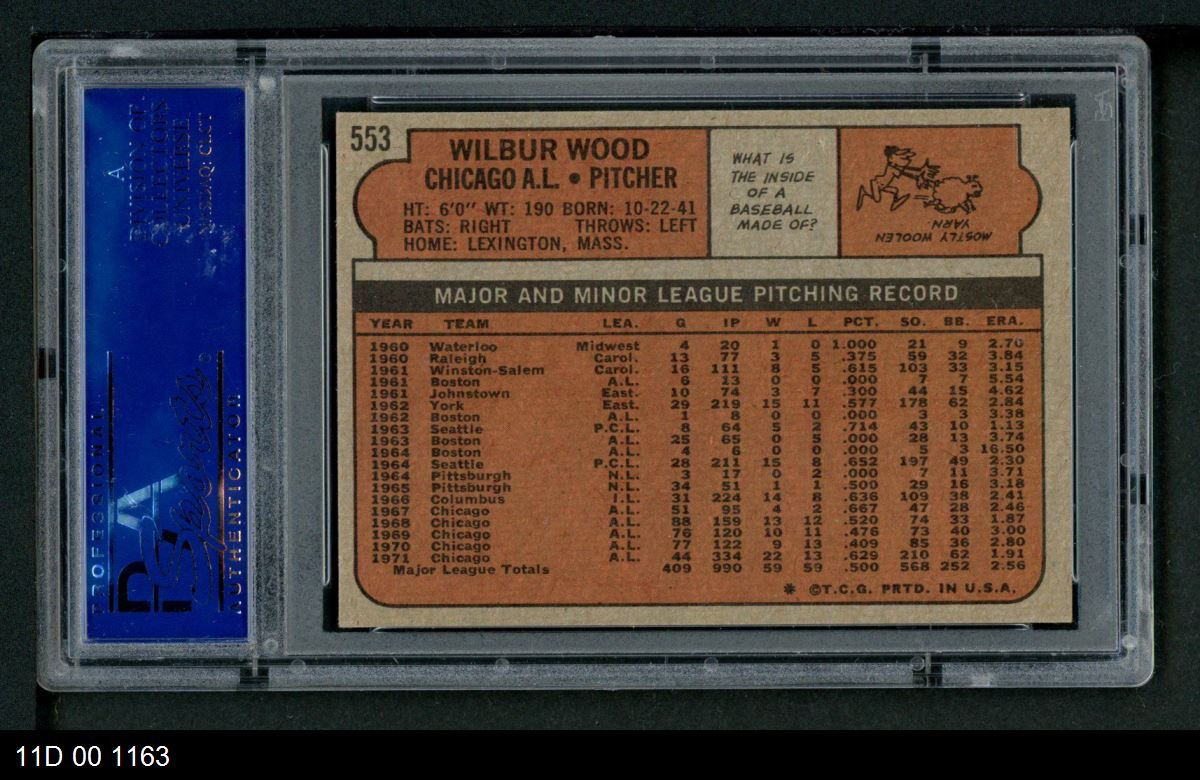 A
DIVISION OF
COLLECTORS
UNIVERSE
NASDAQ: CLCT
PROFESSIONAL
PSA
Sports
AUTHENTICATOR
553
WILBUR WOOD
CHICAGO A.L. • PITCHER
HT: 6'0" WT: 190 BORN: 10-22-41
BATS: RIGHT THROWS: LEFT
HOME: LEXINGTON, MASS.
WHAT IS
THE INSIDE
OF A
BASEBALL
MADE OF?
MOSTLY WOOLEN
YARN
MAJOR AND MINOR LEAGUE PITCHING RECORD
YEAR TEAM LEA. G IP W L PCT. SO. BB. ERA.
1960 Waterloo Midwest 4 20 1 0 1.000 21 9 2.70
1960 Raleigh Carol. 13 77 3 5 .375 59 32 3.84
1961 Winston-Salem Carol. 16 111 8 5 .615 103 33 3.15
1961 Boston A.L. 6 13 0 0 .000 7 7 5.54
1961 Johnstown East. 10 74 3 7 .300 44 15 4.62
1962 York East. 29 219 15 11 .577 178 62 2.84
1962 Boston A.L. 1 8 0 0 .000 3 3 3.38
1963 Seattle P.C.L. 8 64 5 2 .714 43 10 1.13
1963 Boston A.L. 25 65 0 5 .000 28 13 3.74
1964 Boston A.L. 4 6 0 0 .000 5 3 16.50
1964 Seattle P.C.L. 28 211 15 8 .652 197 49 2.30
1964 Pittsburgh N.L. 3 17 0 2 .000 7 11 3.71
1965 Pittsburgh N.L. 34 51 1 1 .500 29 16 3.18
1966 Columbus I.L. 31 224 14 8 .636 109 38 2.41
1967 Chicago A.L. 51 95 4 2 .667 47 28 2.46
1968 Chicago A.L. 88 159 13 12 .520 74 33 1.87
1969 Chicago A.L. 76 120 10 11 .476 73 40 3.00
1970 Chicago A.L. 77 122 9 13 .409 85 36 2.80
1971 Chicago A.L. 44 334 22 13 .629 210 62 1.91
Major League Totals 409 990 59 59 .500 568 252 2.56
* ©T.C.G. PRTD. IN U.S.A.
11D 00 1163